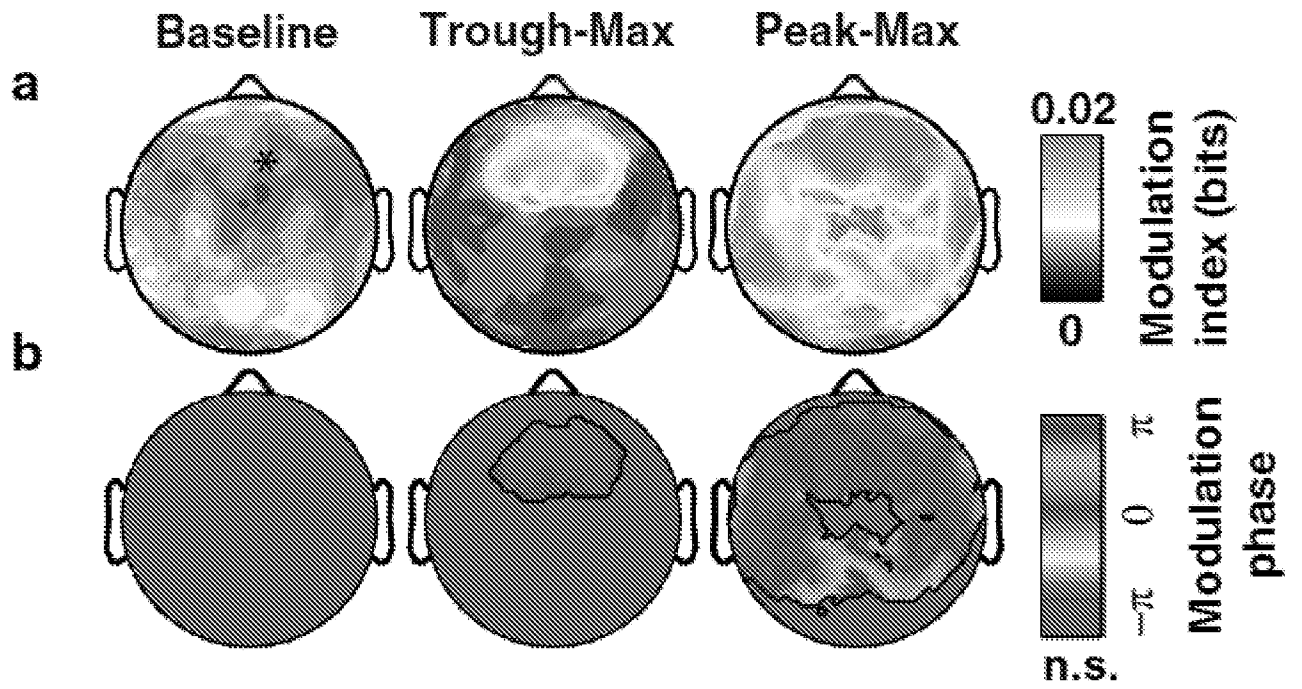 Baseline Trough-Max Peak-Max
a
0.02
0
Modulation
index (bits)
b
π
0
−π
n.s.
Modulation
phase